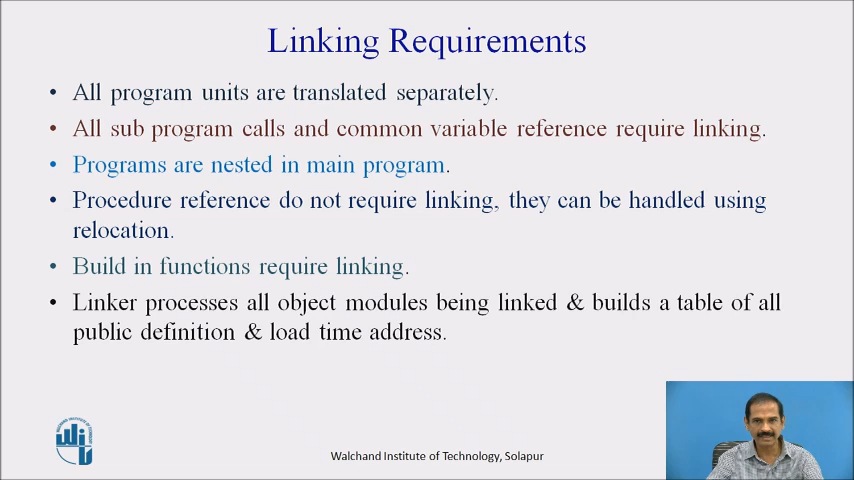 Linking Requirements
• All program units are translated separately.
• All sub program calls and common variable reference require linking.
• Programs are nested in main program.
• Procedure reference do not require linking, they can be handled using
relocation.
• Build in functions require linking.
• Linker processes all object modules being linked & builds a table of all
public definition & load time address.
Walchand Institute of Technology, Solapur